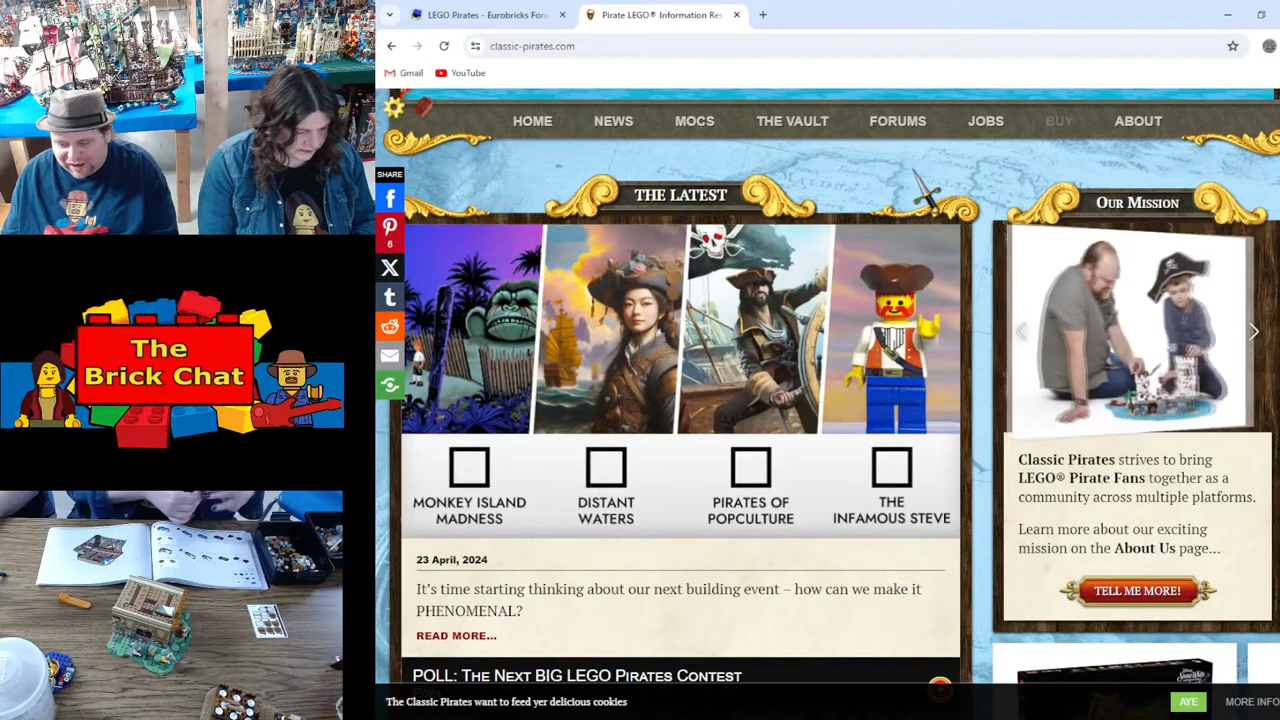 LEGO Pirates - Eurobricks For
Pirate LEGO® Information Res
classic-pirates.com
Gmail
YouTube
HOME
NEWS
MOCS
THE VAULT
FORUMS
JOBS
BUY
ABOUT
SHARE
6
THE LATEST
MONKEY ISLAND
MADNESS
DISTANT
WATERS
PIRATES OF
POPCULTURE
THE
INFAMOUS STEVE
23 April, 2024
It's time starting thinking about our next building event – how can we make it
PHENOMENAL?
READ MORE...
POLL: The Next BIG LEGO Pirates Contest
Our Mission
Classic Pirates strives to bring
LEGO® Pirate Fans together as a
community across multiple platforms.
Learn more about our exciting
mission on the About Us page…
TELL ME MORE!
The Classic Pirates want to feed yer delicious cookies
AYE
MORE INFO
The
Brick Chat